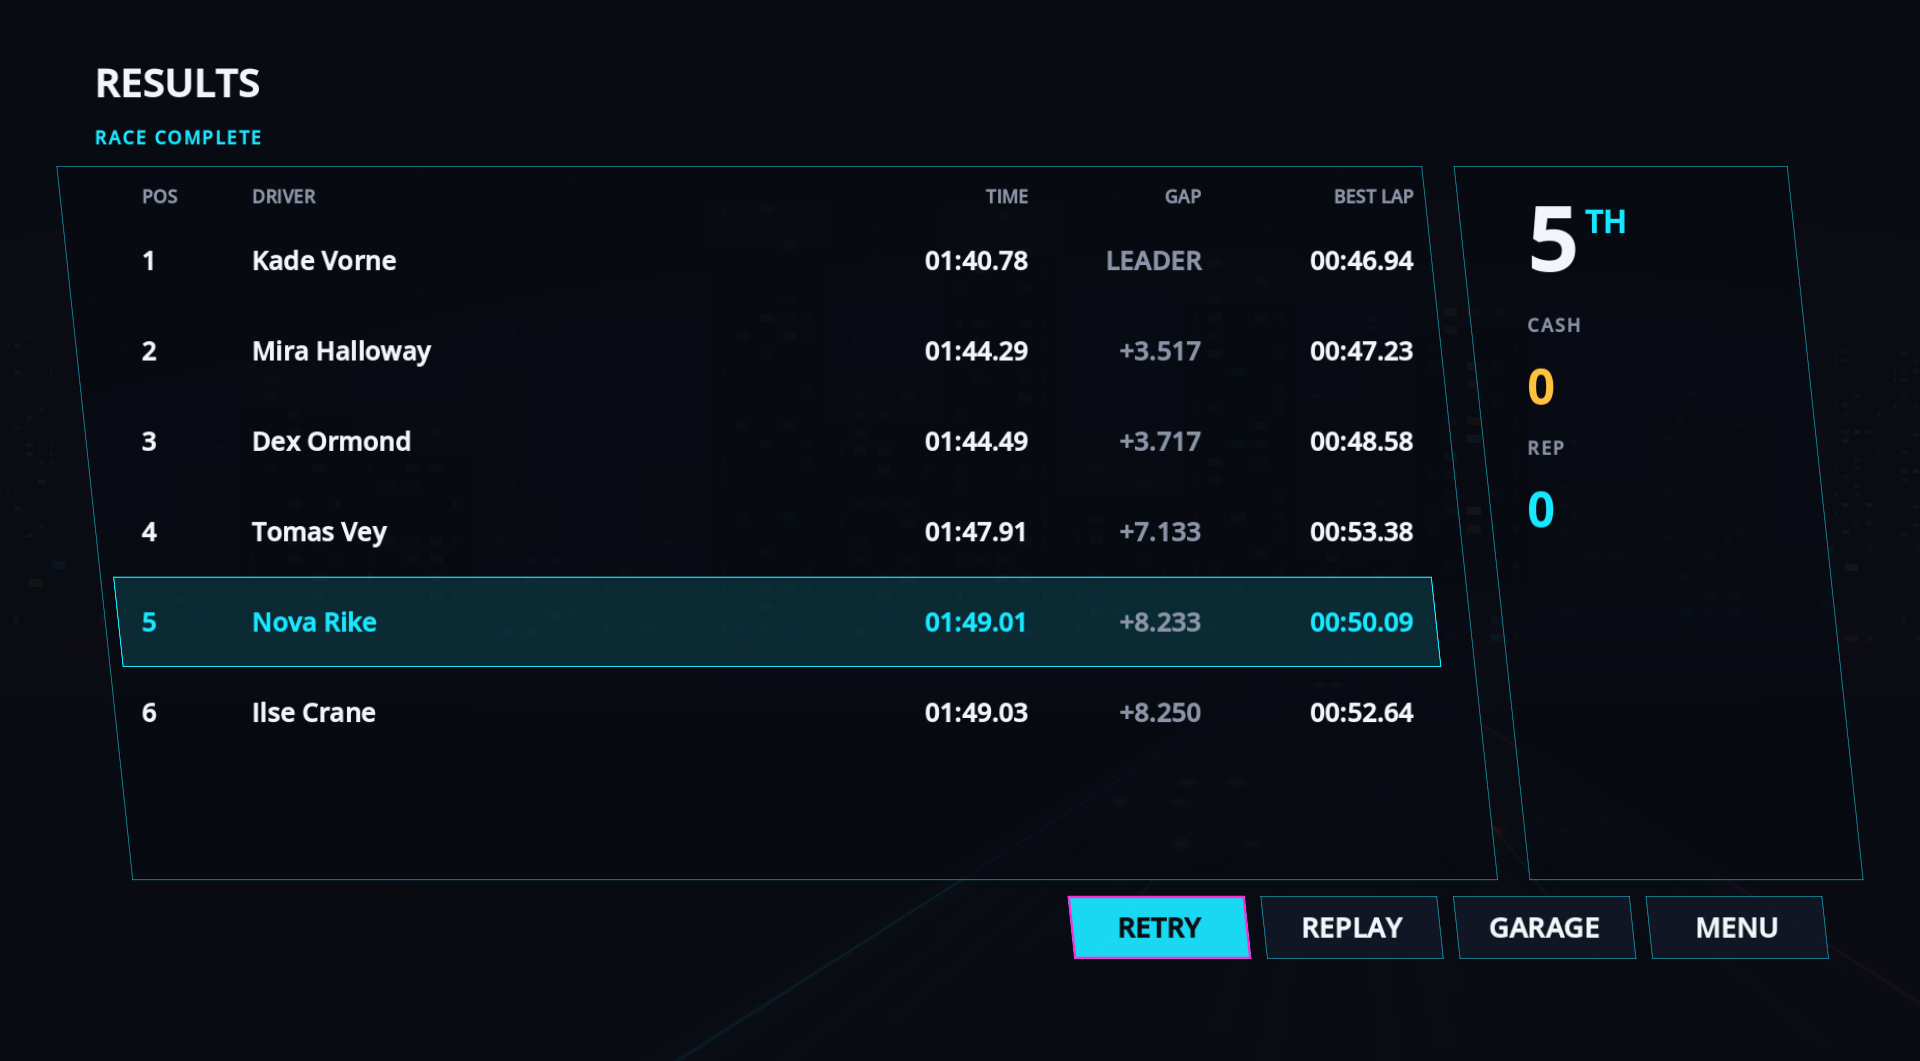 RESULTS
RACE COMPLETE
POS DRIVER TIME GAP BEST LAP
1 Kade Vorne 01:40.78 LEADER 00:46.94
2 Mira Halloway 01:44.29 +3.517 00:47.23
3 Dex Ormond 01:44.49 +3.717 00:48.58
4 Tomas Vey 01:47.91 +7.133 00:53.38
5 Nova Rike 01:49.01 +8.233 00:50.09
6 Ilse Crane 01:49.03 +8.250 00:52.64
5TH
CASH
0
REP
0
RETRY REPLAY GARAGE MENU